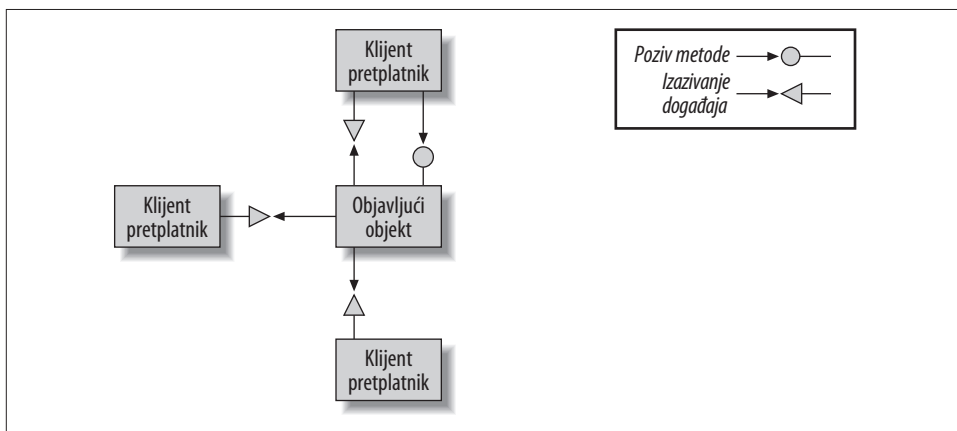 Klijent
pretplatnik
Poziv metode
Izazivanje
događaja
Klijent
pretplatnik
Objavljući
objekt
Klijent
pretplatnik